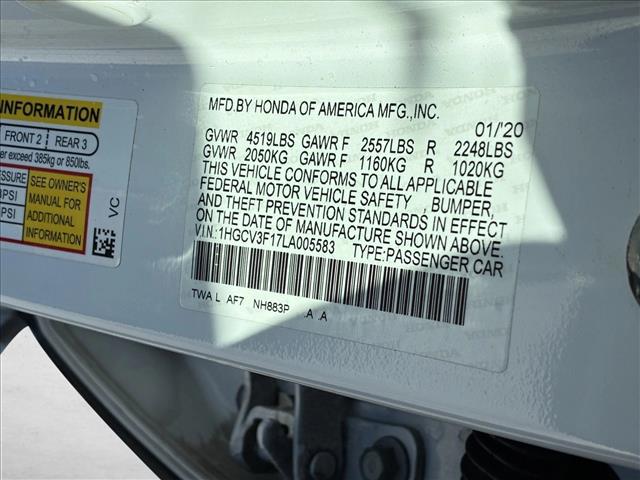 INFORMATION
FRONT 2 REAR 3
er exceed 385kg or 850lbs.
SEE OWNER'S
MANUAL FOR
ADDITIONAL
INFORMATION
PSI
VC
MFD.BY HONDA OF AMERICA MFG.,INC.
01/'20
GVWR 4519LBS GAWR F 2557LBS R 2248LBS
GVWR 2050KG GAWR F 1160KG R 1020KG
THIS VEHICLE CONFORMS TO ALL APPLICABLE
FEDERAL MOTOR VEHICLE SAFETY , BUMPER,
AND THEFT PREVENTION STANDARDS IN EFFECT
ON THE DATE OF MANUFACTURE SHOWN ABOVE.
V.I.N.:1HGCV3F17LA005583 TYPE:PASSENGER CAR
TWA L AF7 NH883P A A